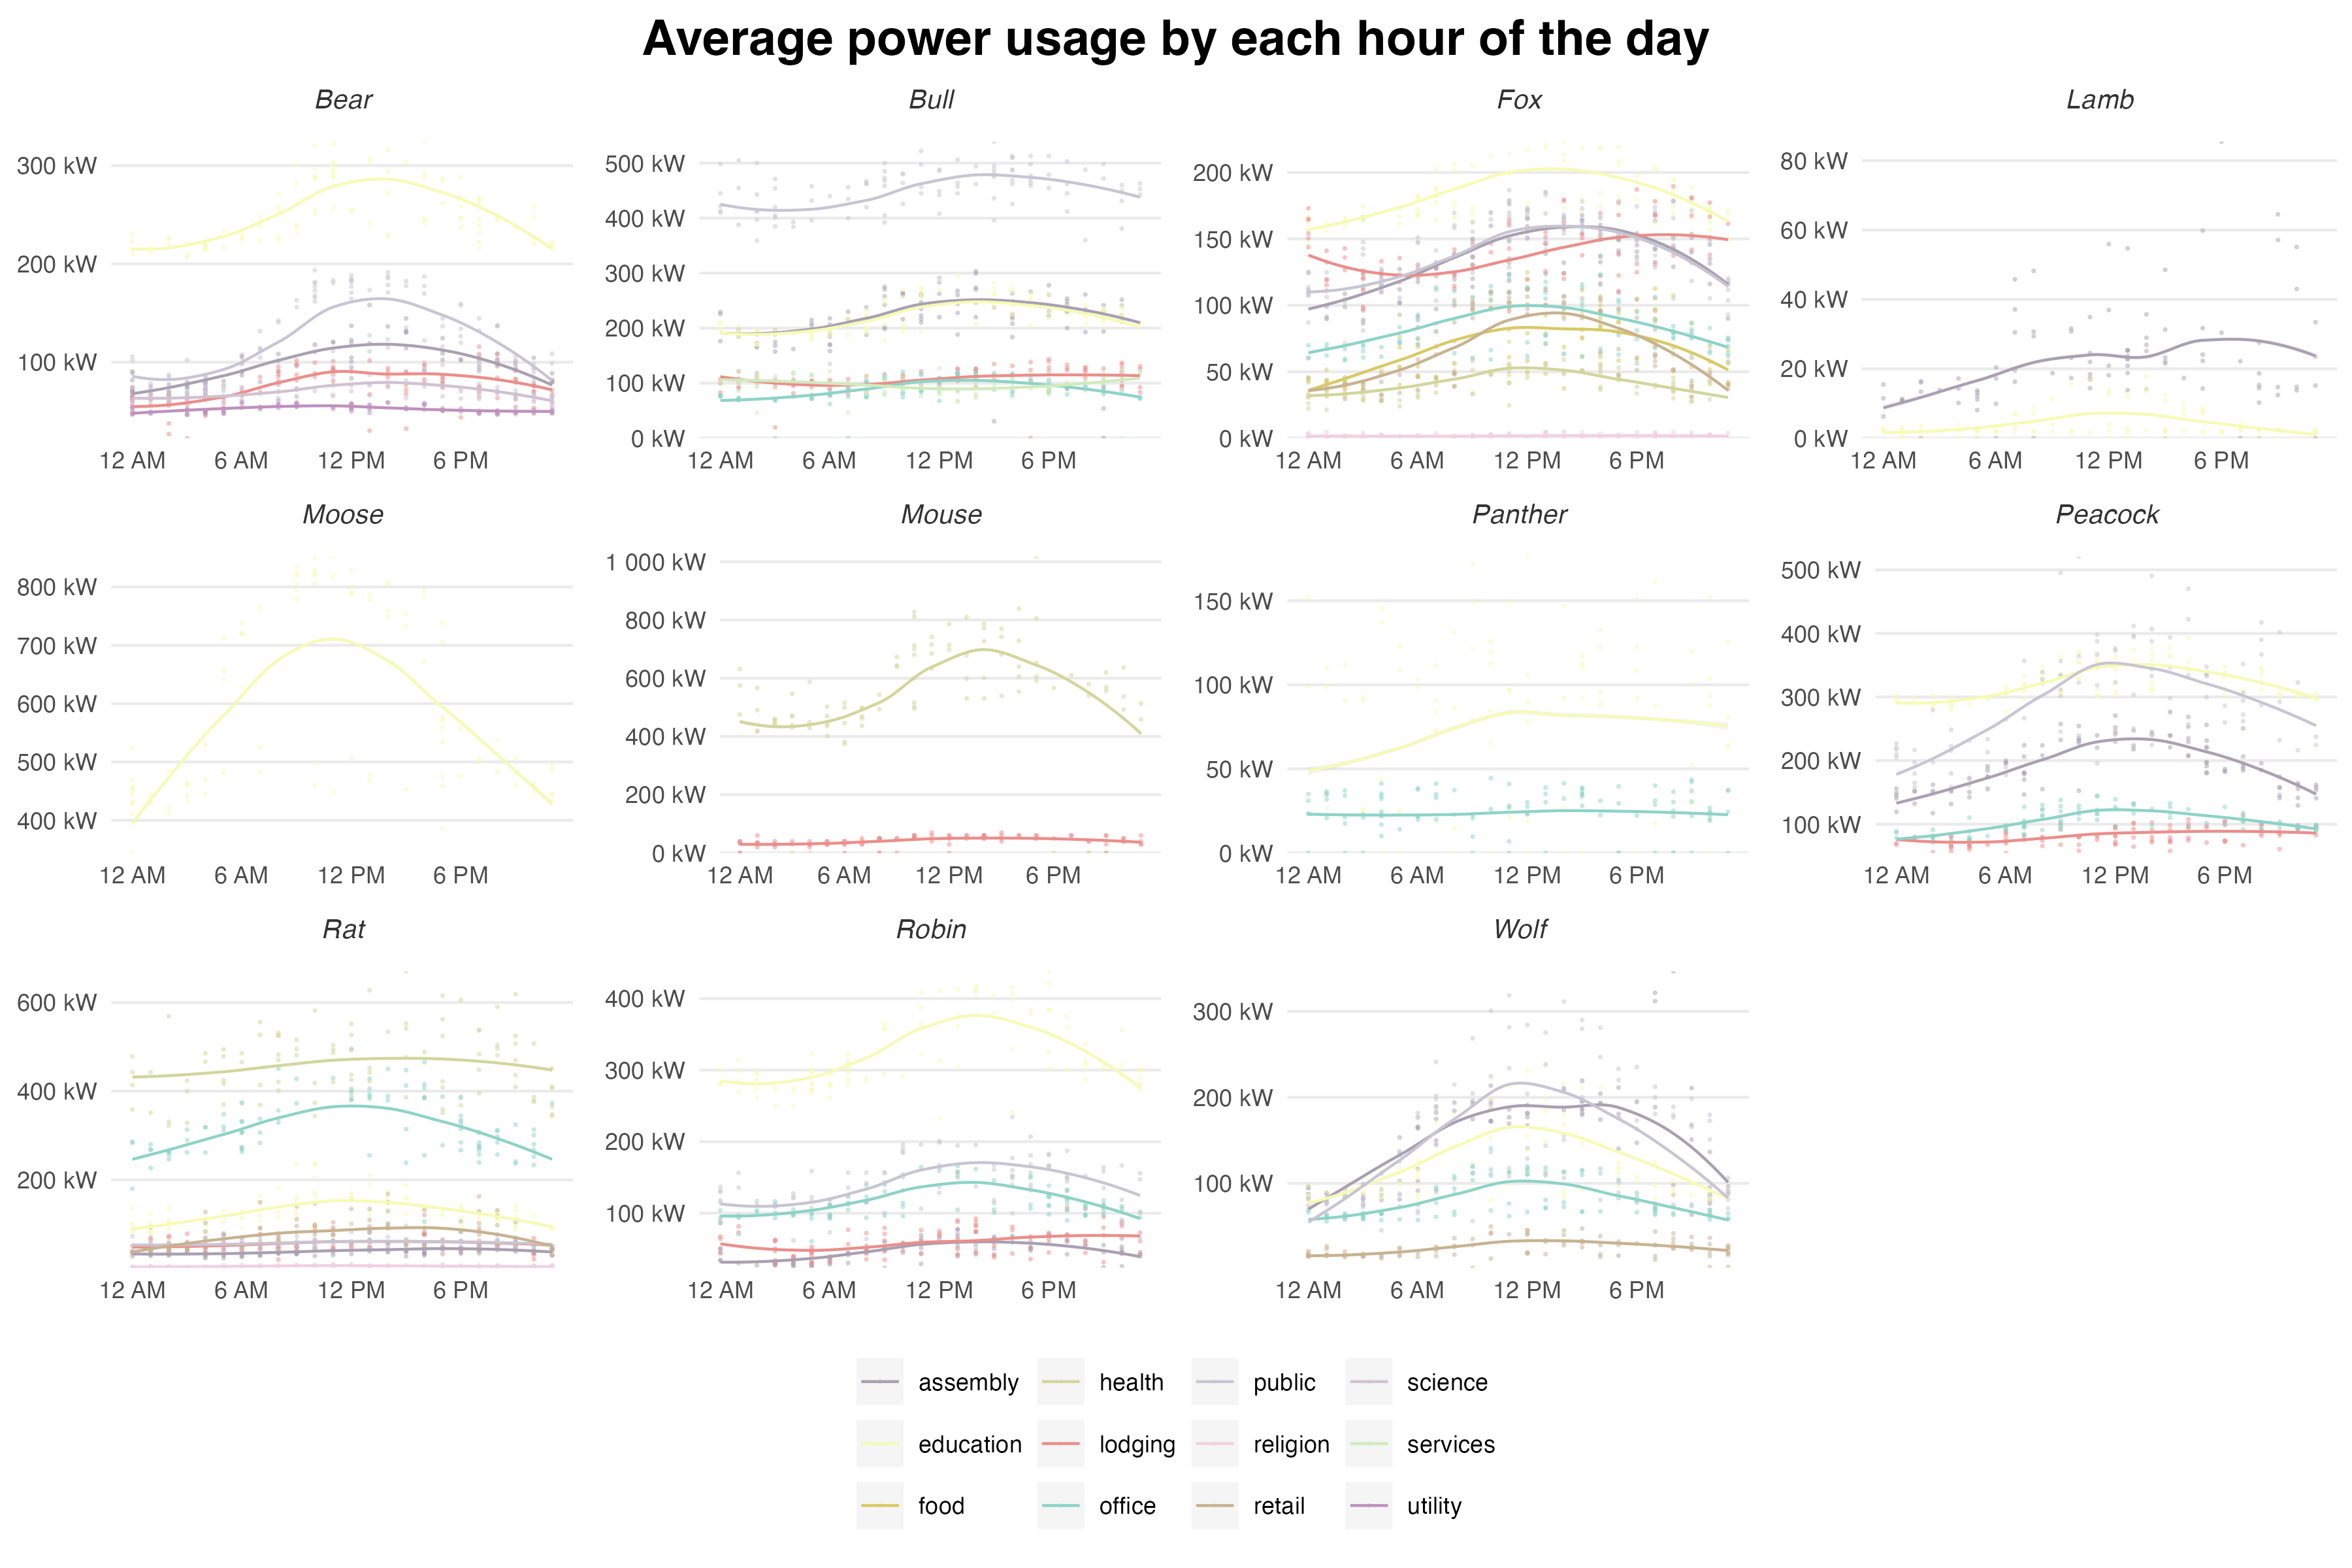 Average power usage by each hour of the day
Bear
Bull
Fox
Lamb
300 kW
200 kW
100 kW
12 AM 6 AM 12 PM 6 PM
500 kW
400 kW
300 kW
200 kW
100 kW
0 kW
12 AM 6 AM 12 PM 6 PM
200 kW
150 kW
100 kW
50 kW
0 kW
12 AM 6 AM 12 PM 6 PM
80 kW
60 kW
40 kW
20 kW
0 kW
12 AM 6 AM 12 PM 6 PM
Moose
Mouse
Panther
Peacock
800 kW
700 kW
600 kW
500 kW
400 kW
12 AM 6 AM 12 PM 6 PM
1 000 kW
800 kW
600 kW
400 kW
200 kW
0 kW
12 AM 6 AM 12 PM 6 PM
150 kW
100 kW
50 kW
0 kW
12 AM 6 AM 12 PM 6 PM
500 kW
400 kW
300 kW
200 kW
100 kW
12 AM 6 AM 12 PM 6 PM
Rat
Robin
Wolf
600 kW
400 kW
200 kW
12 AM 6 AM 12 PM 6 PM
400 kW
300 kW
200 kW
100 kW
12 AM 6 AM 12 PM 6 PM
300 kW
200 kW
100 kW
12 AM 6 AM 12 PM 6 PM
assembly health public science
education lodging religion services
food office retail utility